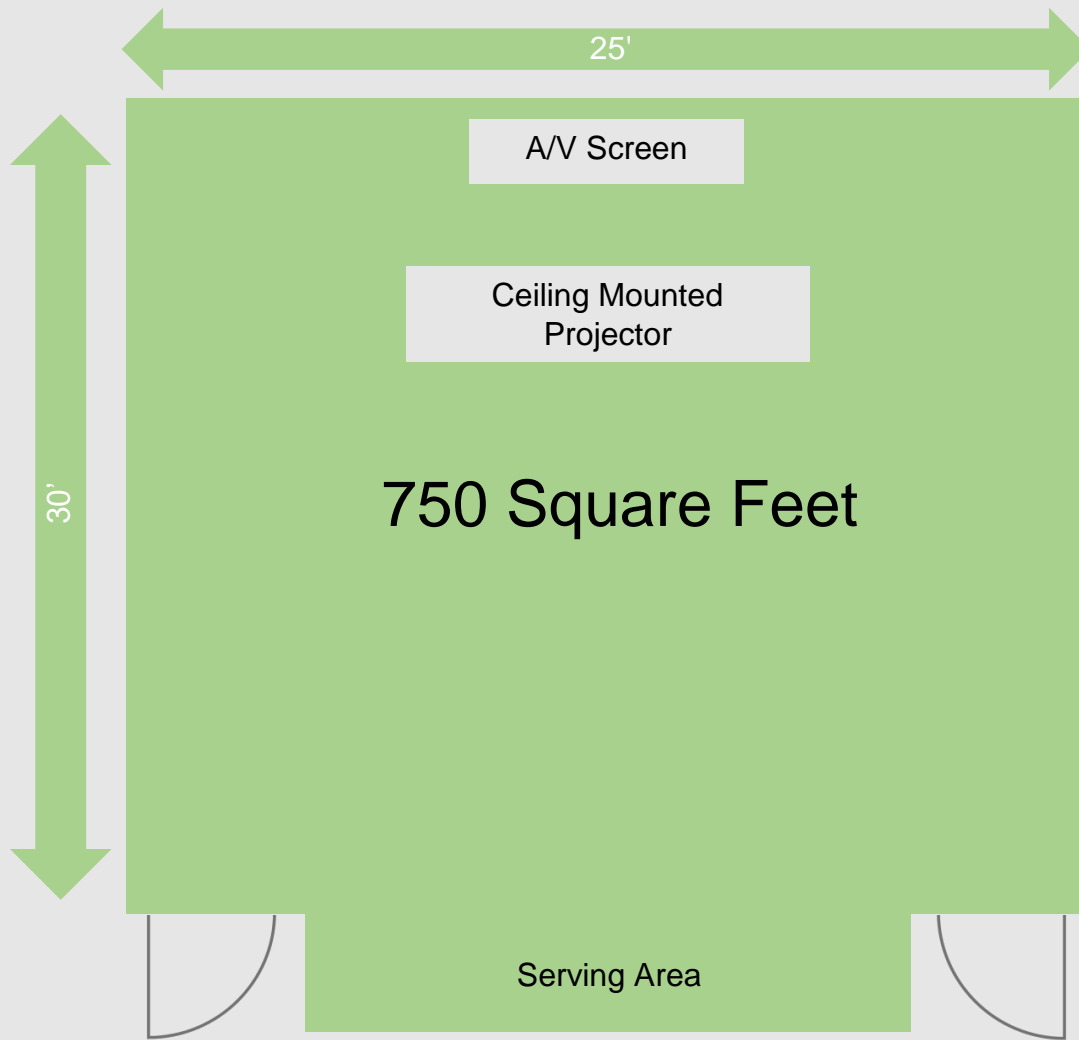 25'
A/V Screen
Ceiling Mounted
Projector
30’
750 Square Feet
Serving Area